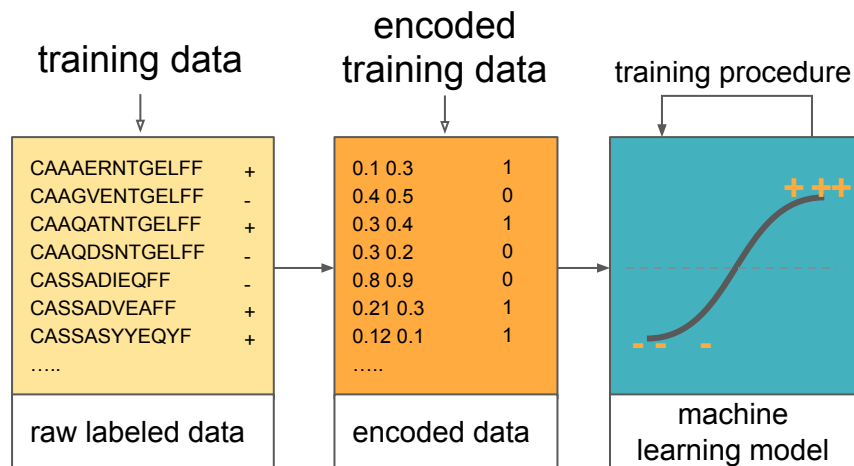 training data
encoded
training data
training procedure
CAAAERNTGELFF +
CAAGVENTGELFF -
CAAQATNTGELFF +
CAAQDSNTGELFF -
CASSADIEQFF -
CASSADVEAFF +
CASSASYYEQYF +
.....
0.1 0.3 1
0.4 0.5 0
0.3 0.4 1
0.3 0.2 0
0.8 0.9 0
0.21 0.3 1
0.12 0.1 1
.....
+ ++
-- -
raw labeled data
encoded data
machine
learning model